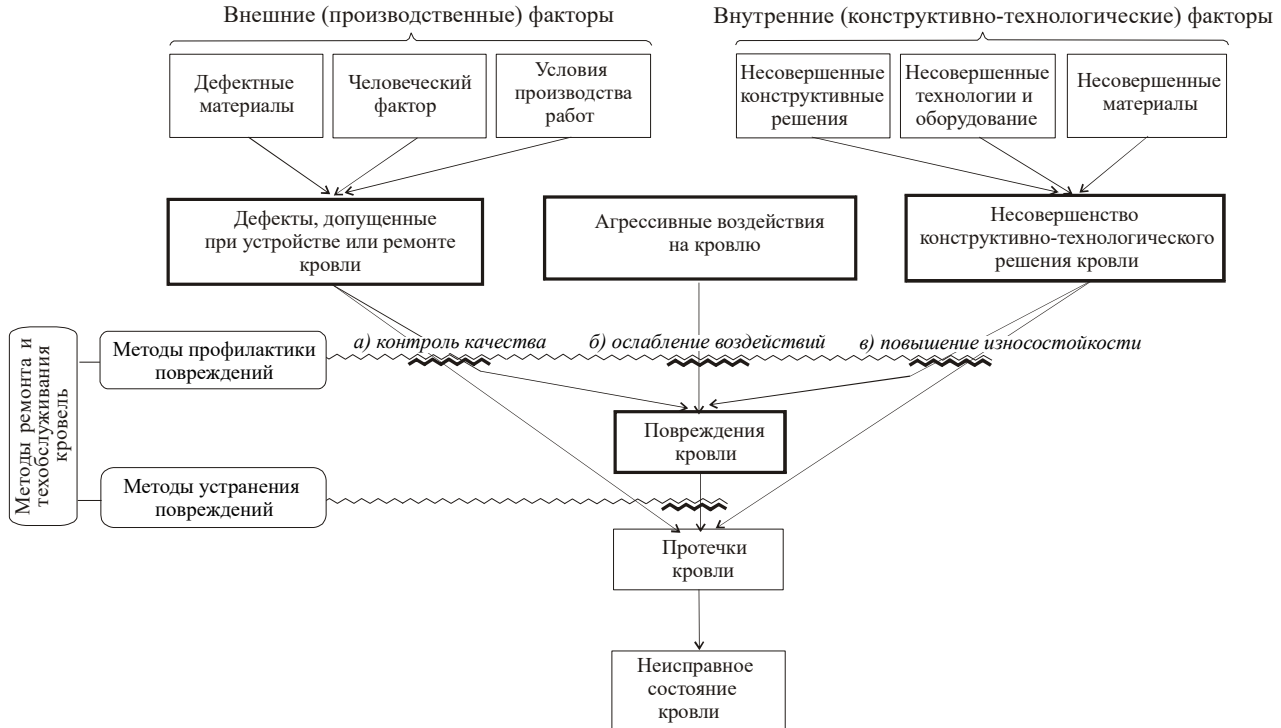 Внешние (производственные) факторы
Внутренние (конструктивно-технологические) факторы
Дефектные
материалы
Человеческий
фактор
Условия
производства
работ
Несовершенные
конструктивные
решения
Несовершенные
технологии и
оборудование
Несовершенные
материалы
Дефекты, допущенные
при устройстве или ремонте
кровли
Агрессивные воздействия
на кровлю
Несовершенство
конструктивно-технологического
решения кровли
Методы ремонта и
техобслуживания
кровель
Методы профилактики
повреждений
а) контроль качества
б) ослабление воздействий
в) повышение износостойкости
Повреждения
кровли
Методы устранения
повреждений
Протечки
кровли
Неисправное
состояние
кровли